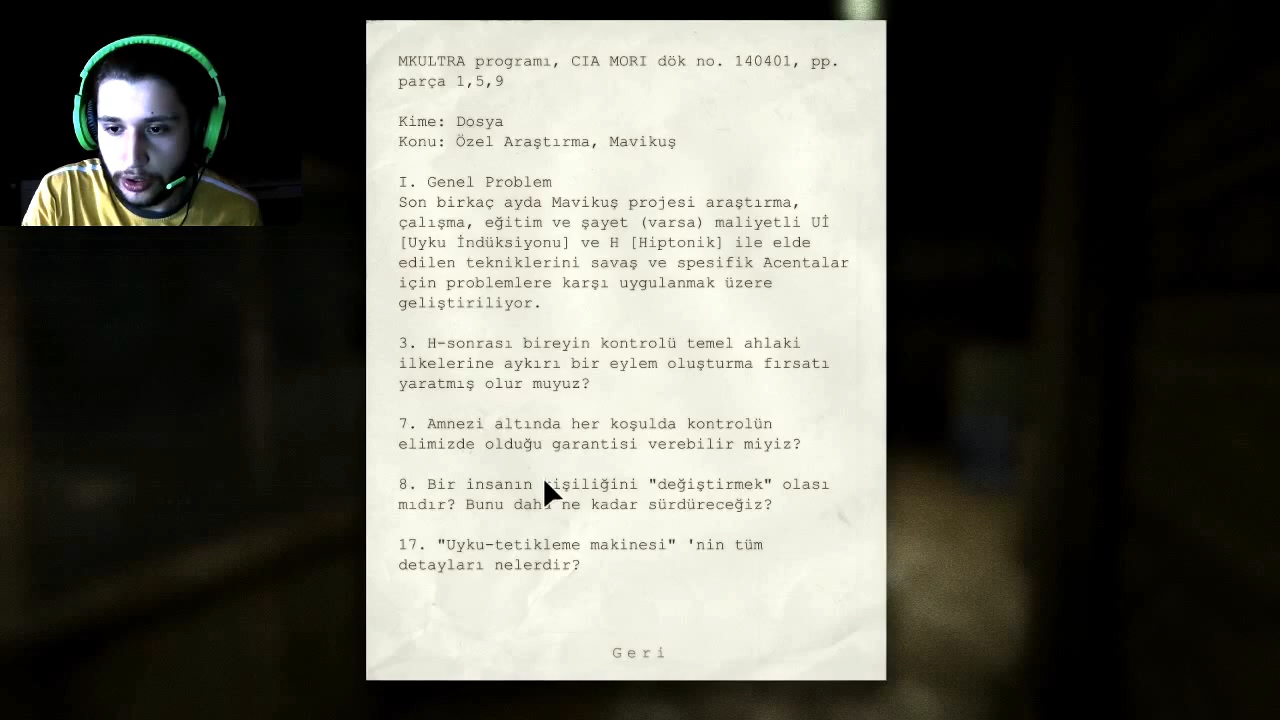 MKULTRA programı, CIA MORI dök no. 140401, pp.
parça 1,5,9
Kime: Dosya
Konu: Özel Araştırma, Mavikuş
I. Genel Problem
Son birkaç ayda Mavikuş projesi araştırma,
çalışma, eğitim ve şayet (varsa) maliyetli Uİ
[Uyku İndüksiyonu] ve H [Hiptonik] ile elde
edilen tekniklerini savaş ve spesifik Acentalar
için problemlere karşı uygulanmak üzere
geliştiriliyor.
3. H-sonrası bireyin kontrolü temel ahlaki
ilkelerine aykırı bir eylem oluşturma fırsatı
yaratmış olur muyuz?
7. Amnezi altında her koşulda kontrolün
elimizde olduğu garantisi verebilir miyiz?
8. Bir insanın kişiliğini "değiştirmek" olası
mıdır? Bunu daha ne kadar sürdüreceğiz?
17. "Uyku-tetikleme makinesi" 'nin tüm
detayları nelerdir?
Geri